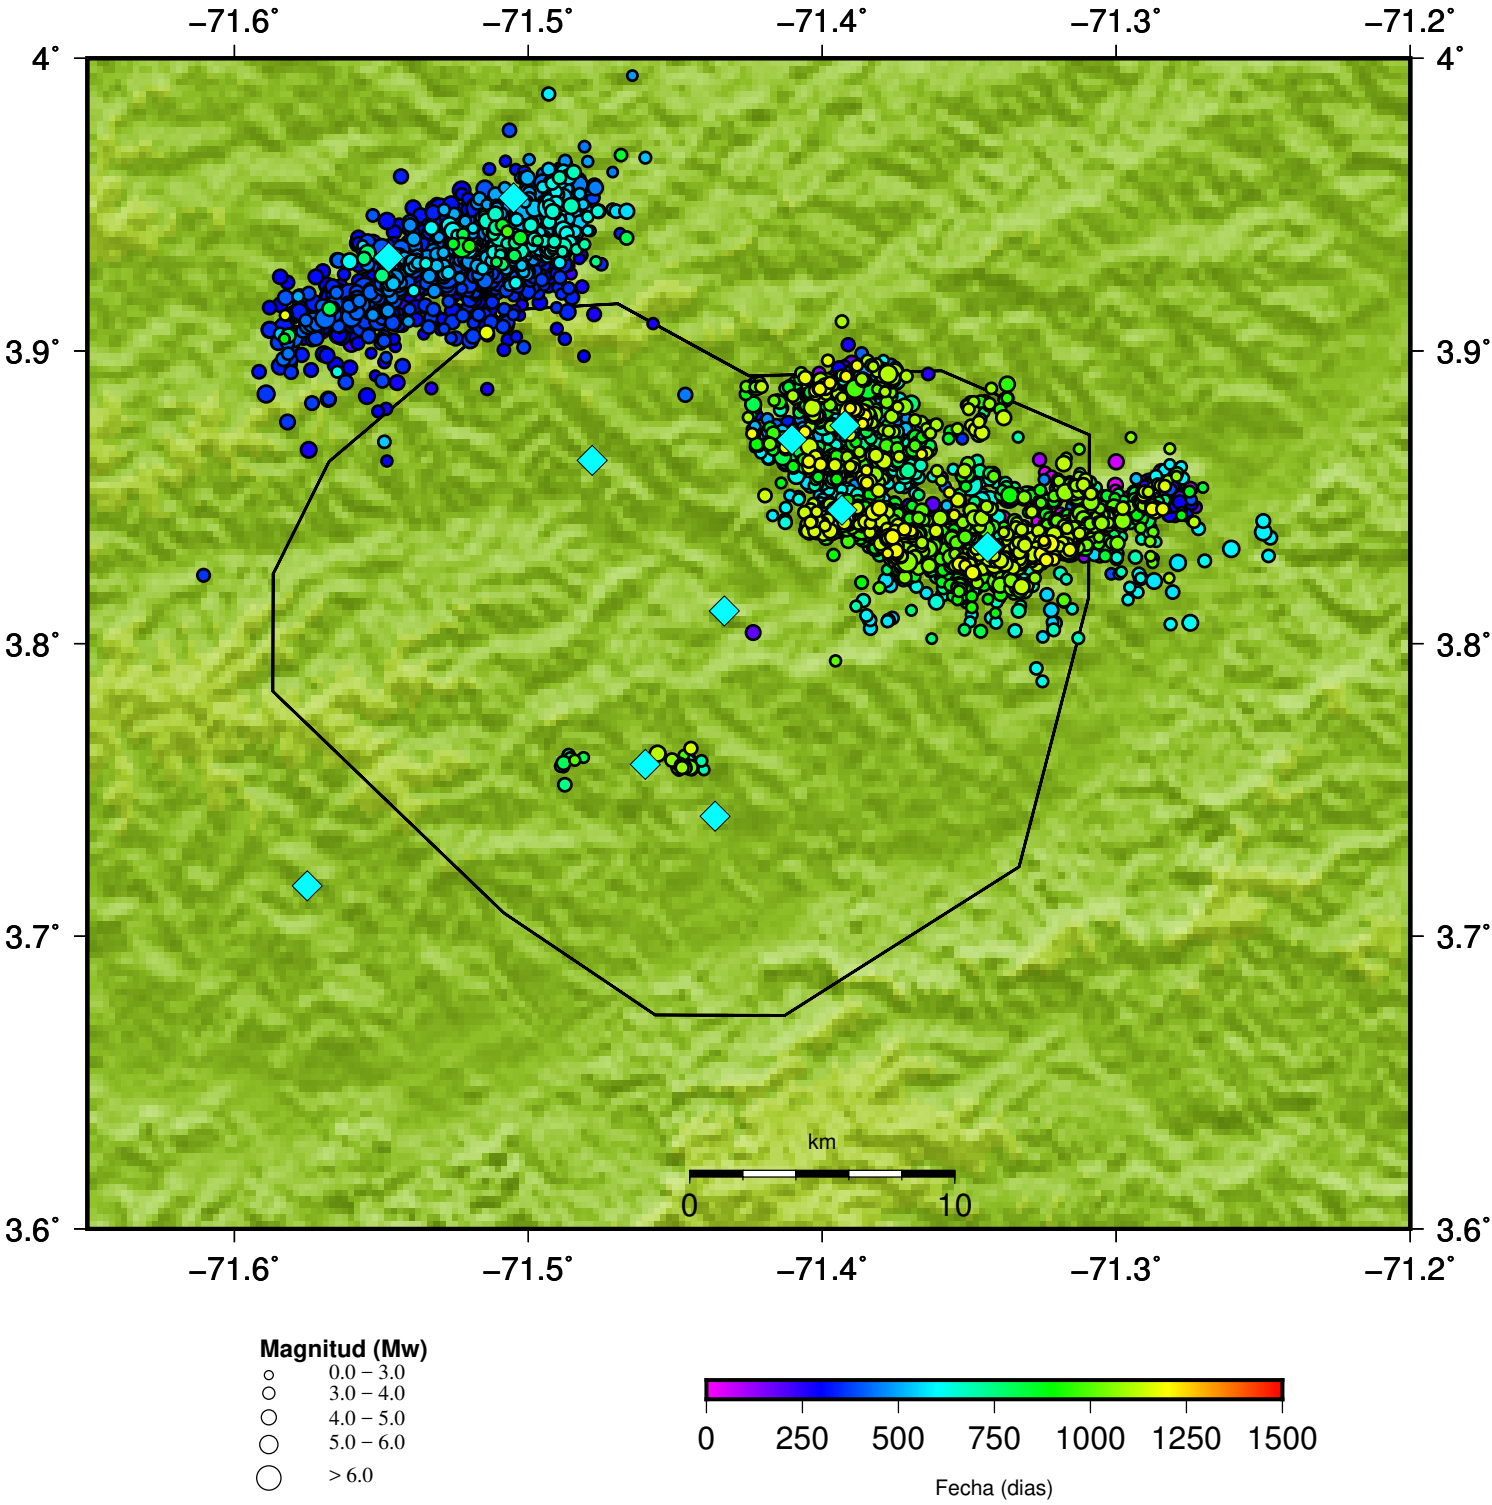 −71.6˚ −71.5˚ −71.4˚ −71.3˚ −71.2˚
4˚ 4˚
3.9˚ 3.9˚
3.8˚ 3.8˚
3.7˚ 3.7˚
km
0 10
3.6˚ 3.6˚
−71.6˚ −71.5˚ −71.4˚ −71.3˚ −71.2˚
Magnitud (Mw)
0.0 − 3.0
3.0 − 4.0
4.0 − 5.0
5.0 − 6.0
> 6.0
0 250 500 750 1000 1250 1500
Fecha (dias)